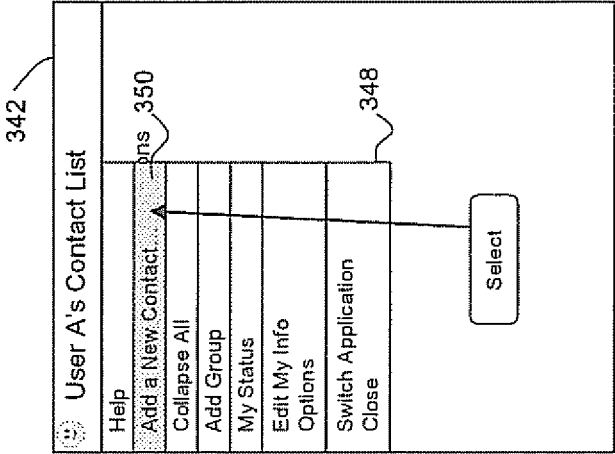 342
User A's Contact List
Help
Add a New Contact... ons 350
Collapse All
Add Group
My Status
Edit My Info
Options
Switch Application
Close
348
Select